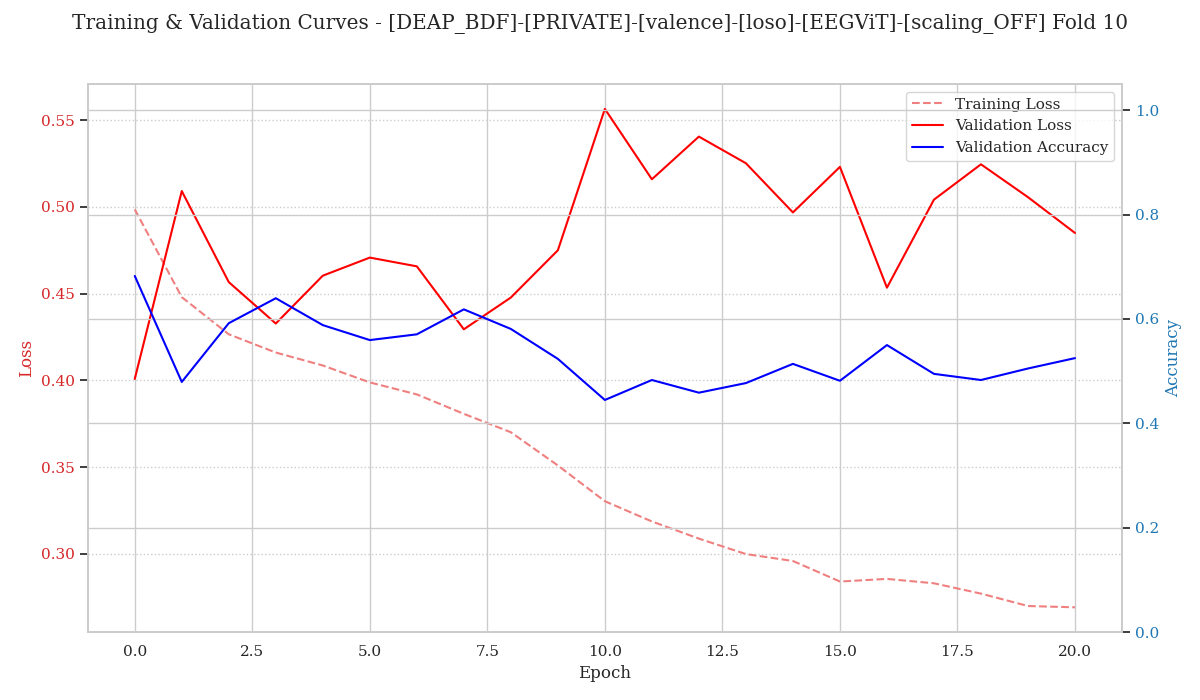 Training & Validation Curves - [DEAP_BDF]-[PRIVATE]-[valence]-[loso]-[EEGViT]-[scaling_OFF] Fold 10
Training Loss
Validation Loss
Validation Accuracy
0.55
0.50
0.45
0.40
0.35
0.30
Loss
1.0
0.8
0.6
0.4
0.2
0.0
Accuracy
0.0 2.5 5.0 7.5 10.0 12.5 15.0 17.5 20.0
Epoch